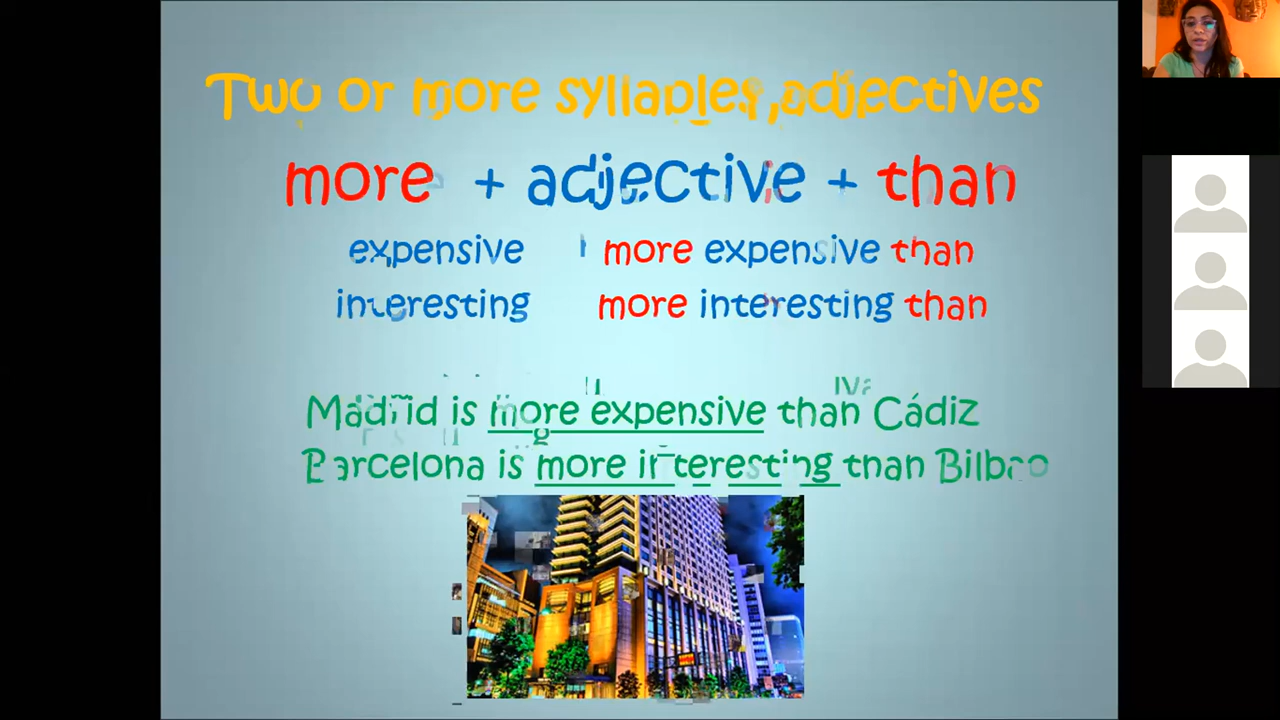 Two or more syllables adjectives
more + adjective + than
expensive more expensive than
interesting more interesting than
Madrid is more expensive than Cádiz
Barcelona is more interesting than Bilbao